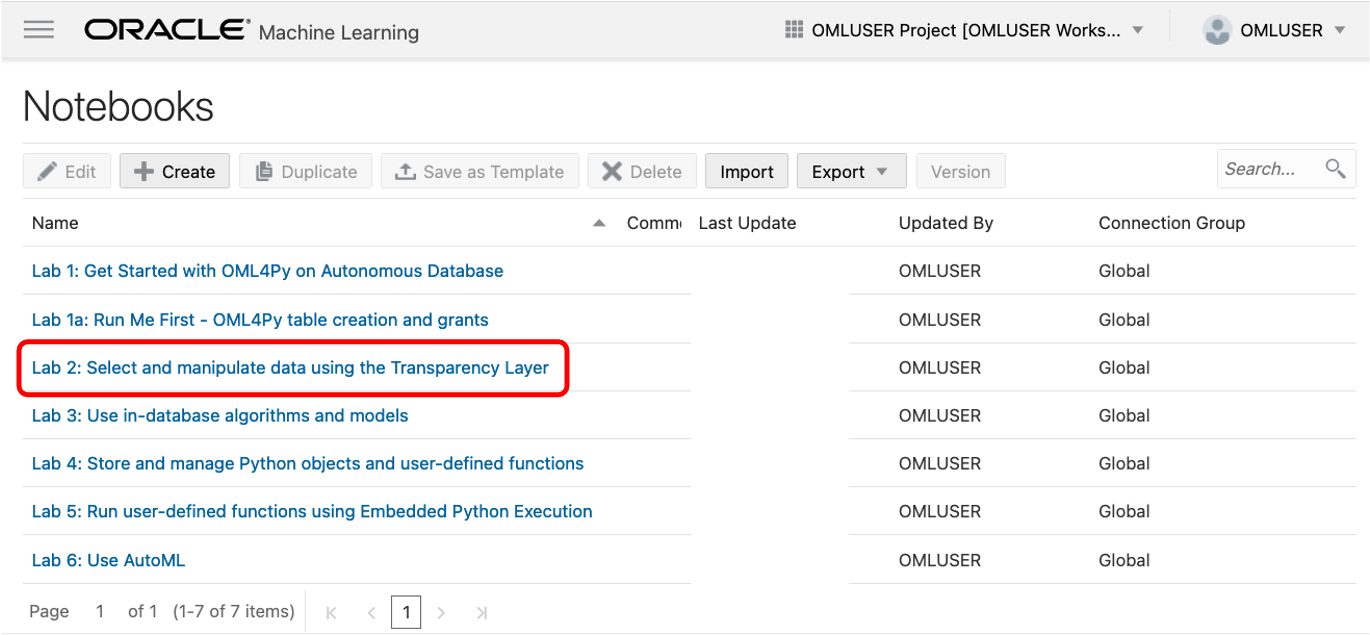 ORACLE® Machine Learning OMLUSER Project [OMLUSER Works... OMLUSER
Notebooks
Edit Create Duplicate Save as Template Delete Import Export Version Search...
Name Comme Last Update Updated By Connection Group
Lab 1: Get Started with OML4Py on Autonomous Database OMLUSER Global
Lab 1a: Run Me First - OML4Py table creation and grants OMLUSER Global
Lab 2: Select and manipulate data using the Transparency Layer OMLUSER Global
Lab 3: Use in-database algorithms and models OMLUSER Global
Lab 4: Store and manage Python objects and user-defined functions OMLUSER Global
Lab 5: Run user-defined functions using Embedded Python Execution OMLUSER Global
Lab 6: Use AutoML OMLUSER Global
Page 1 of 1 (1-7 of 7 items) 1